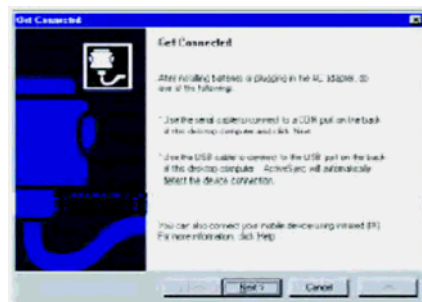 Get Connected
Get Connected
After installing batteries or plugging in the AC adapter, do
one of the following:
* Use the serial cable to connect to a COM port on the back
of this desktop computer and click Next
* Use the USB cable to connect to the USB port on the back
of this desktop computer. ActiveSync will automatically
detect the device connection.
You can also connect your mobile device using infrared (IR).
For more information, click Help.
Next >
Cancel